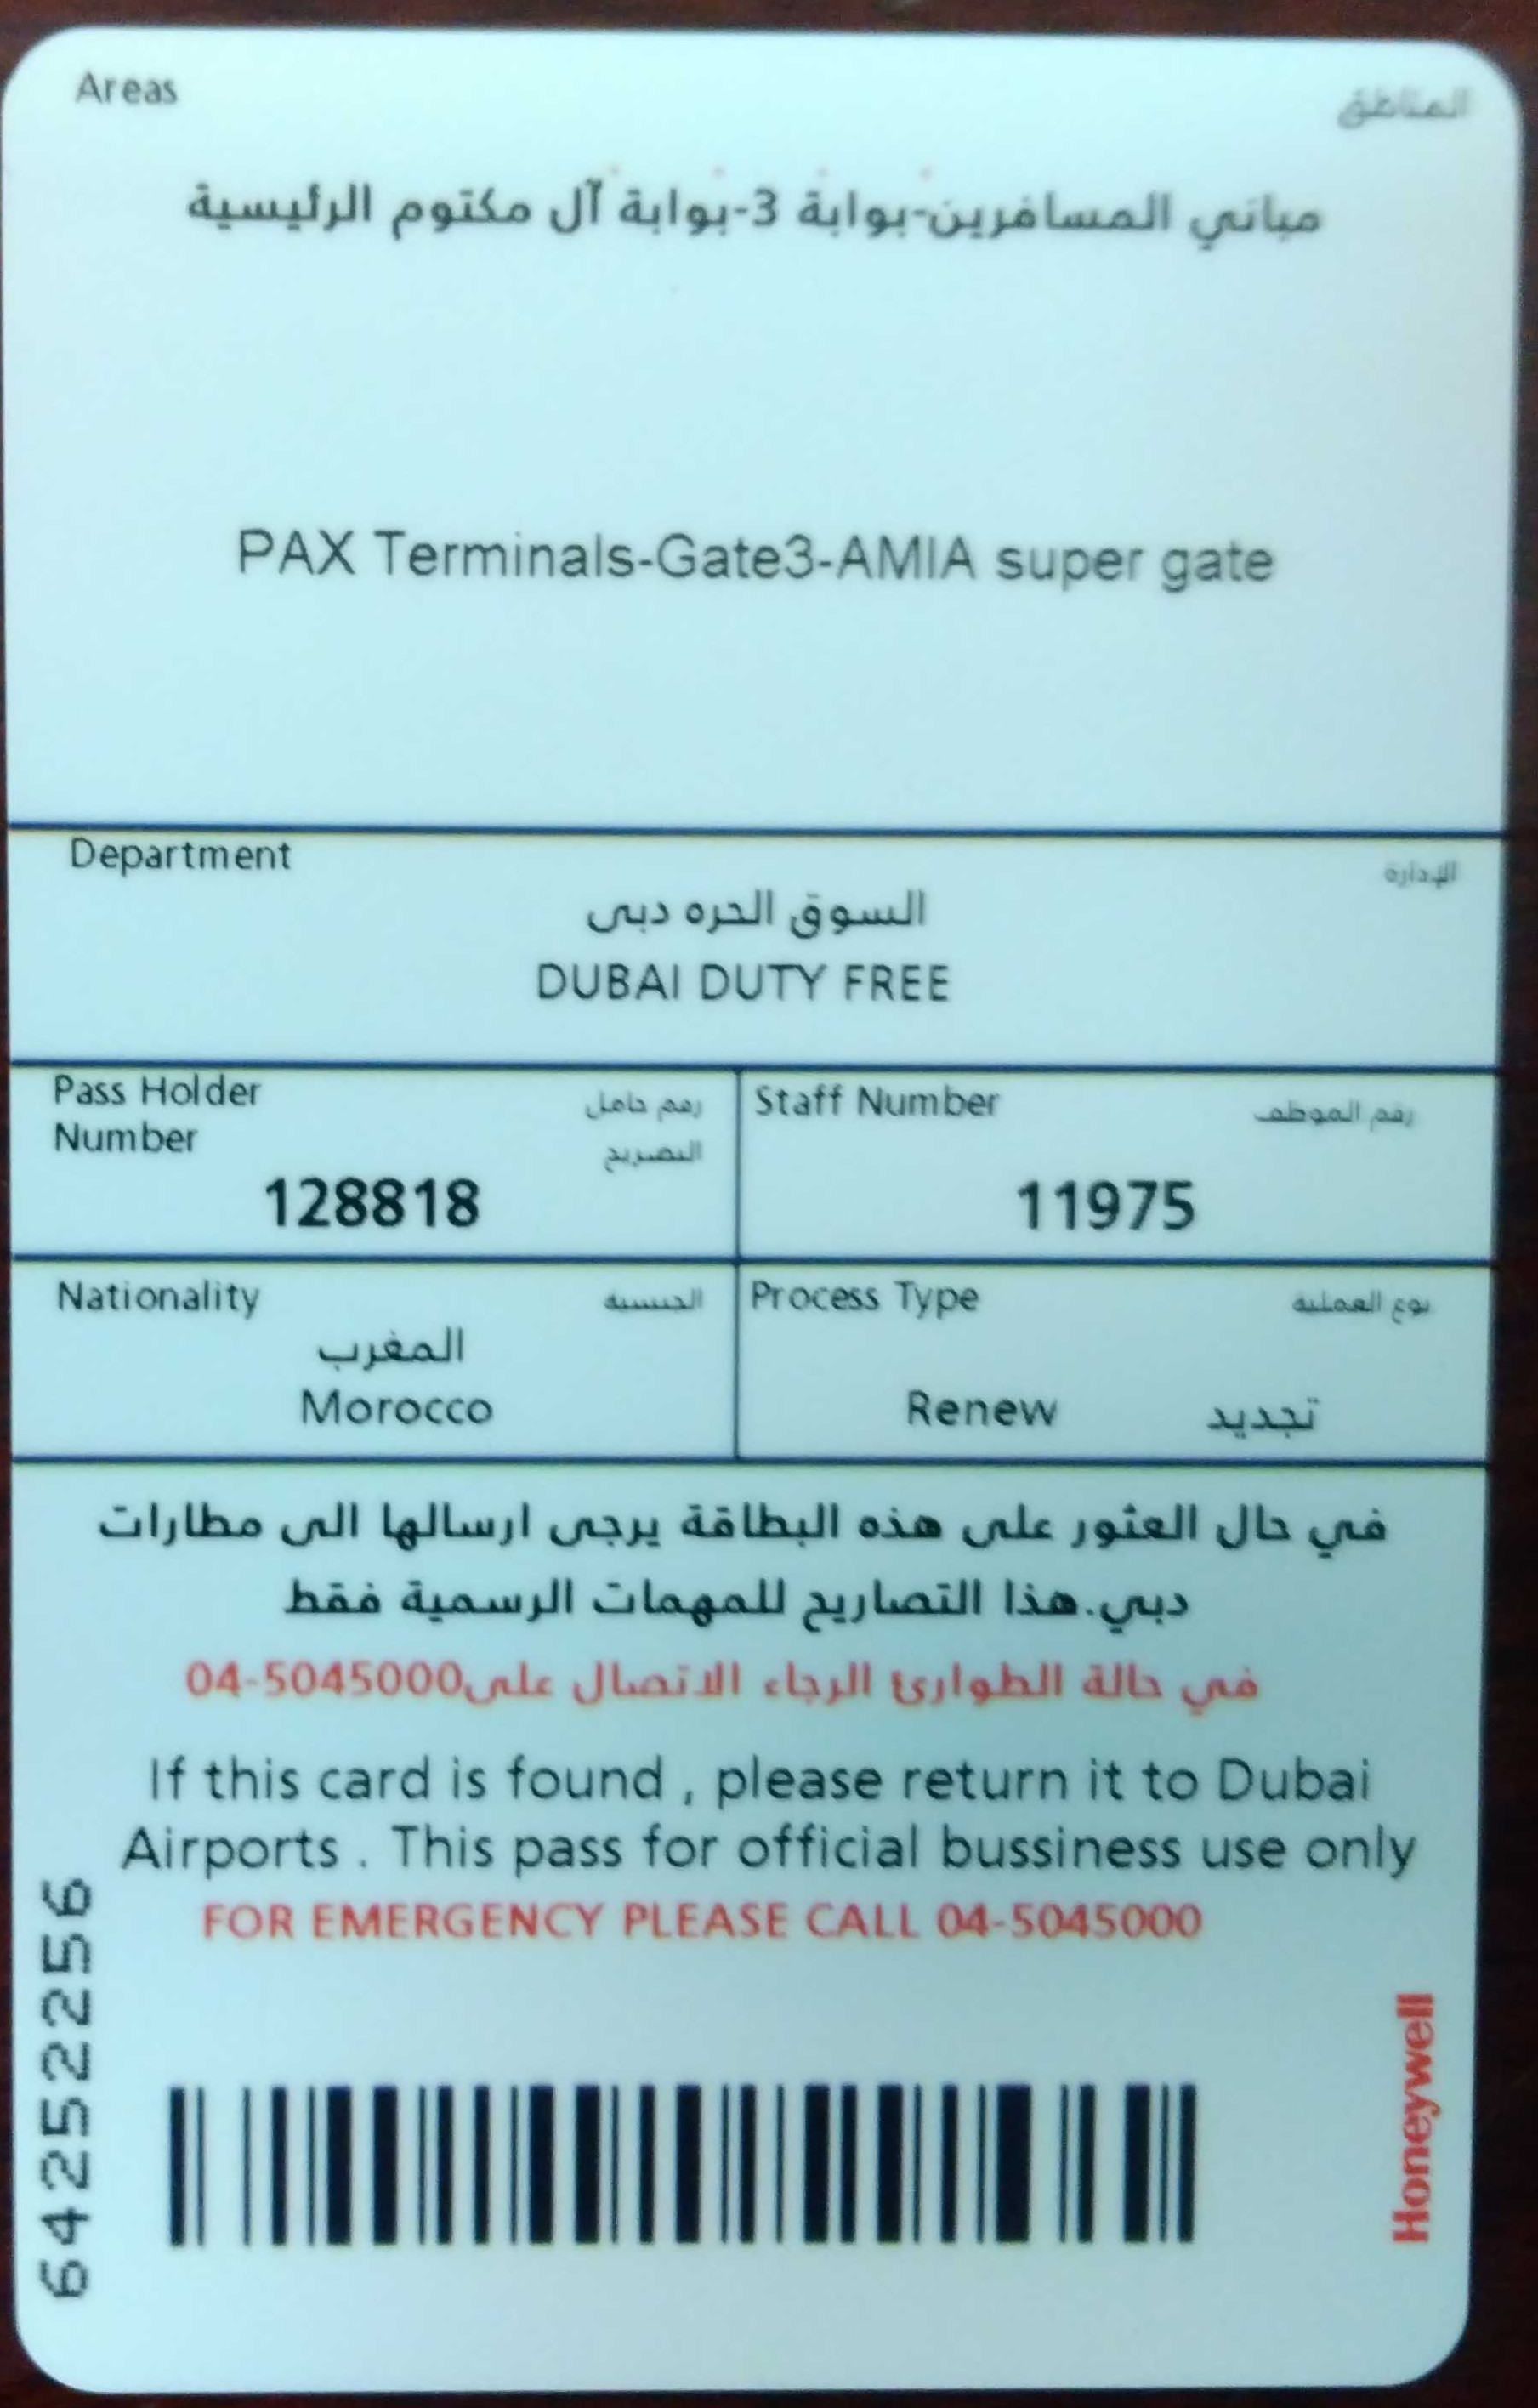 Areas المناطق
مباني المسافرين-بوابة 3-بوابة آل مكتوم الرئيسية
PAX Terminals-Gate3-AMIA super gate
Department الإدارة
السوق الحره دبى
DUBAI DUTY FREE
Pass Holder رقم حامل
Number التصريح
128818
Staff Number رقم الموظف
11975
Nationality الجنسية
المغرب
Morocco
Process Type نوع العملية
Renew تجديد
في حال العثور على هذه البطاقة يرجى ارسالها الى مطارات
دبي.هذا التصاريح للمهمات الرسمية فقط
في حالة الطوارئ الرجاء الاتصال على04-5045000
If this card is found , please return it to Dubai
Airports . This pass for official bussiness use only
FOR EMERGENCY PLEASE CALL 04-5045000
64252256
Honeywell